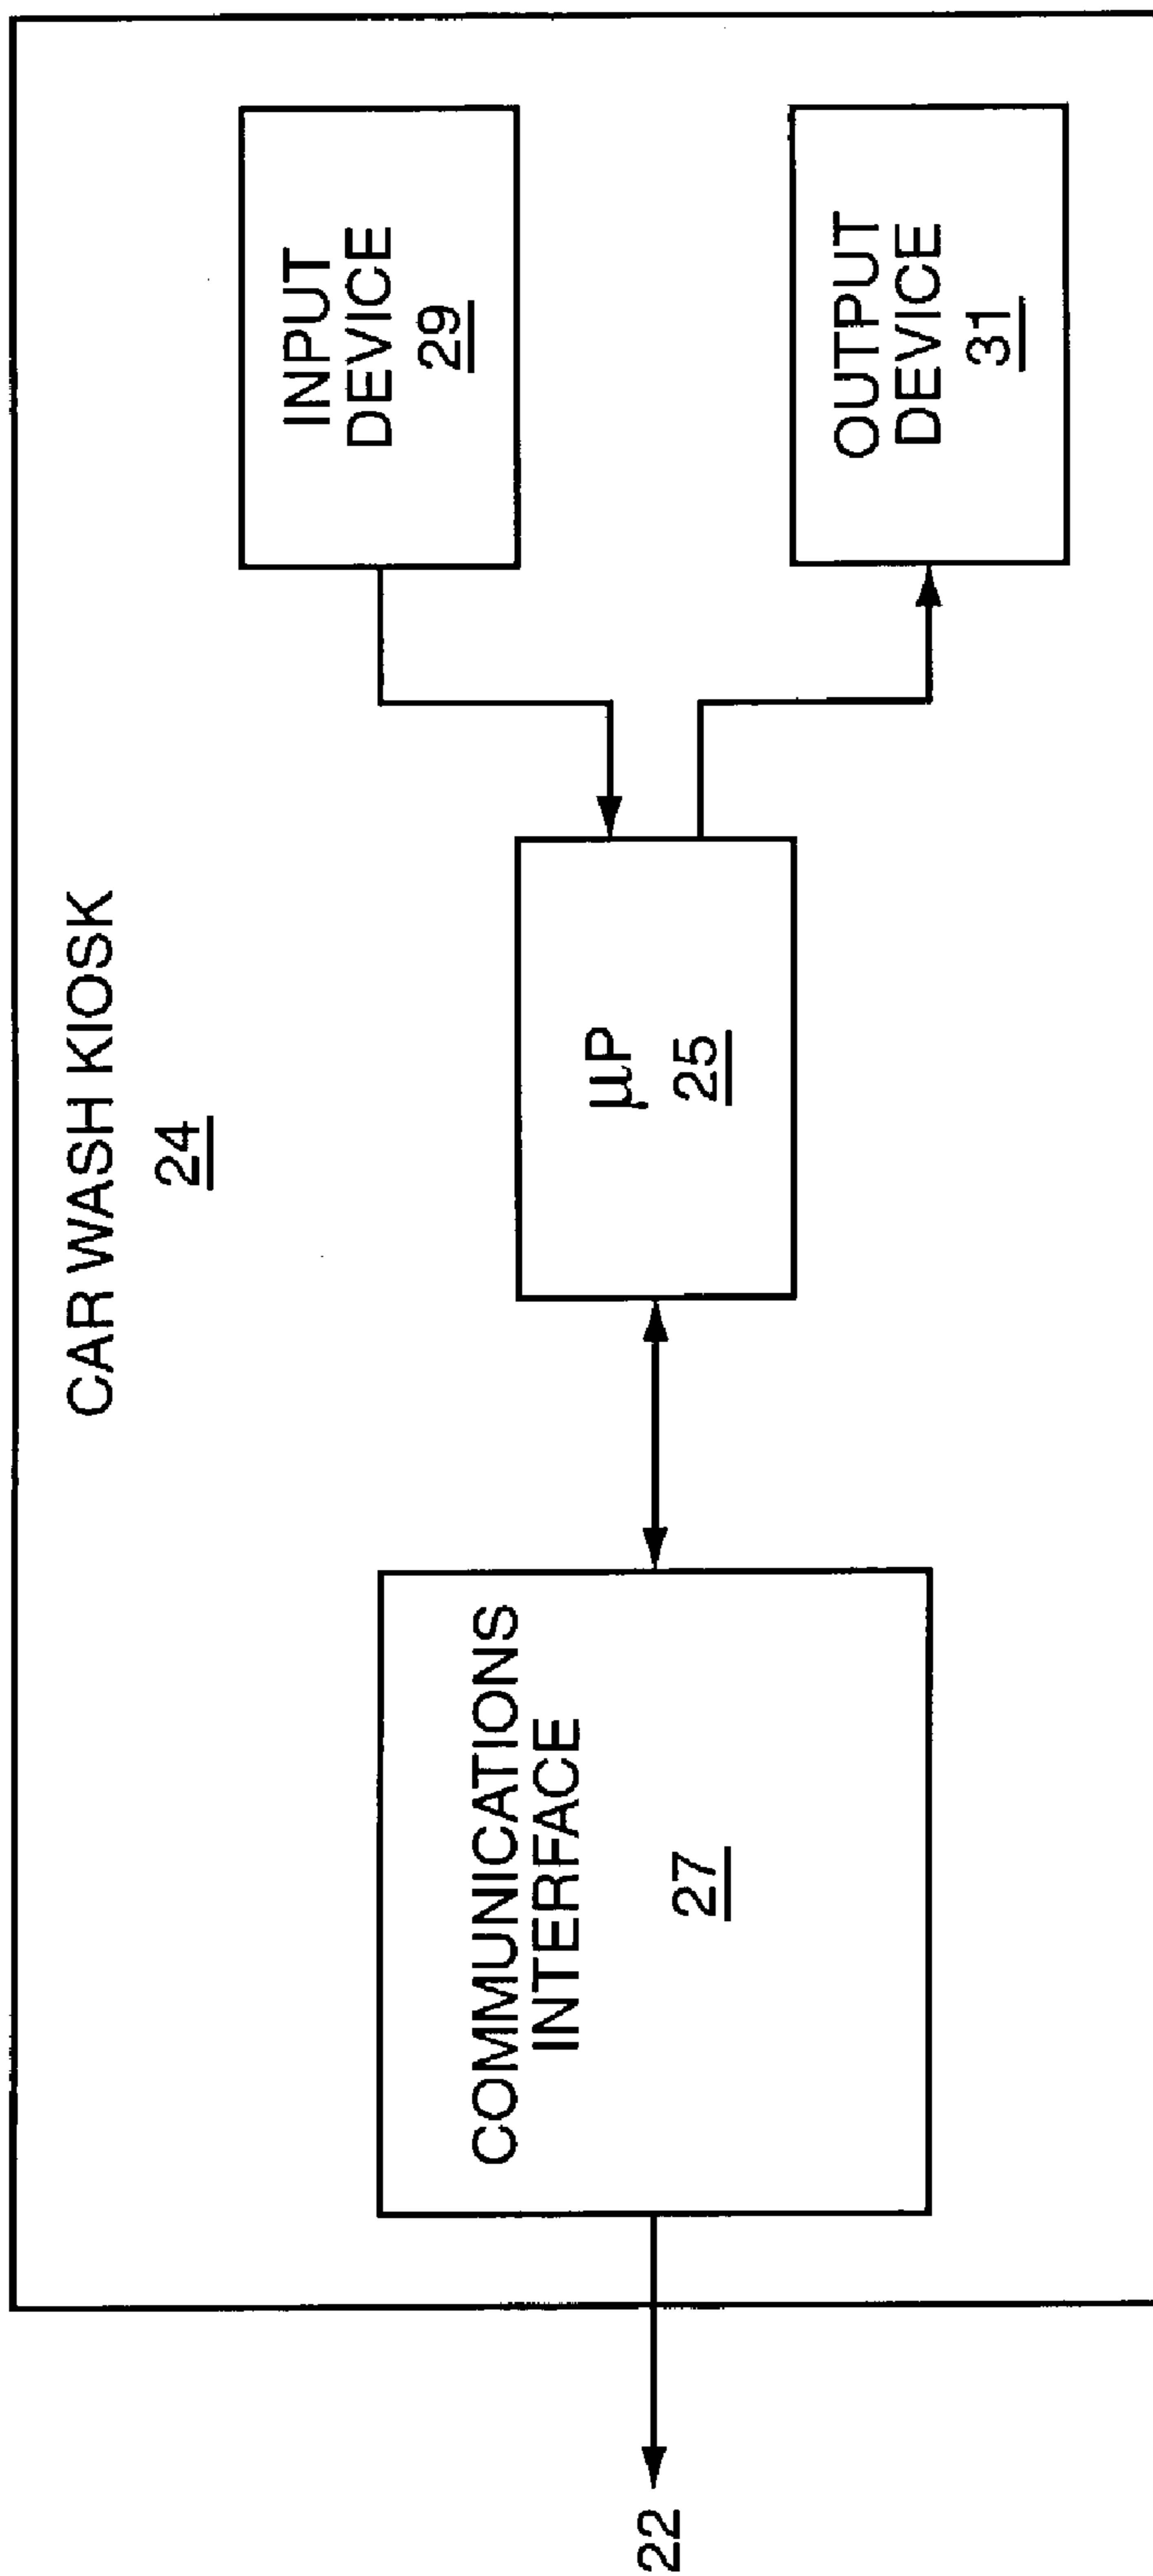 CAR WASH KIOSK
24
22
COMMUNICATIONS
INTERFACE
27
µP
25
INPUT
DEVICE
29
OUTPUT
DEVICE
31